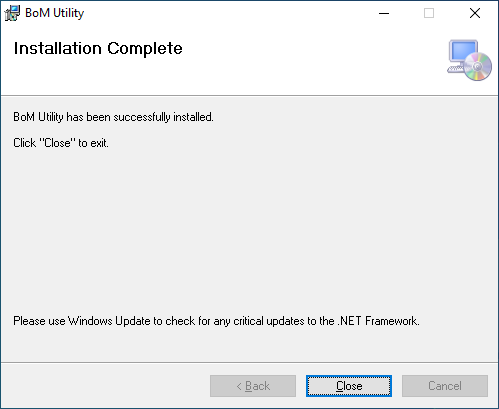 BoM Utility
Installation Complete
BoM Utility has been successfully installed.
Click "Close" to exit.
Please use Windows Update to check for any critical updates to the .NET Framework.
< Back
Close
Cancel